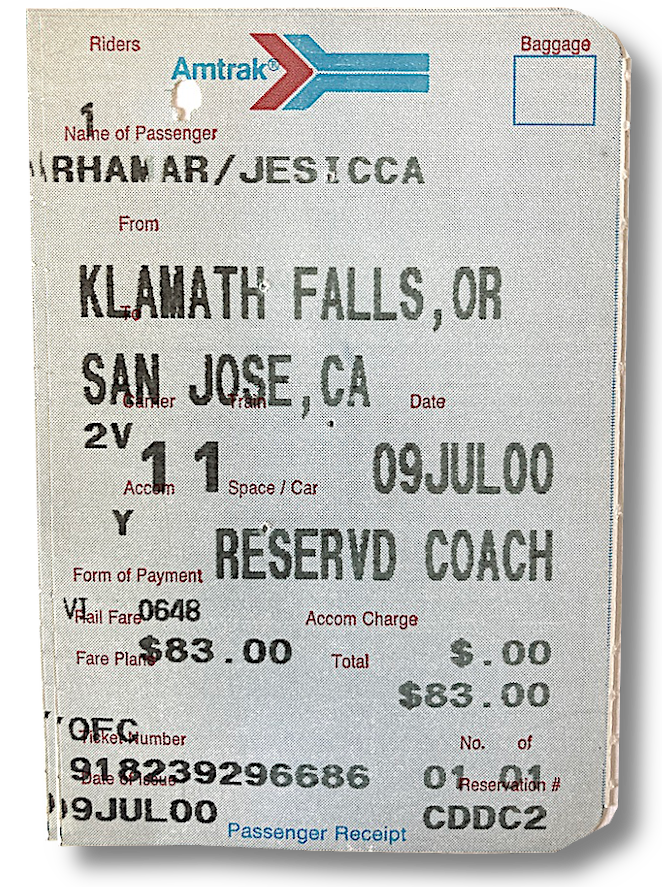 Riders
Baggage
Amtrak®
1
Name of Passenger
AR/JESICCA
From
KLAMATH FALLS,OR
To
SAN JOSE,CA
Carrier Train Date
2V 11 09JUL00
Accom Space / Car
Y RESERVD COACH
Form of Payment
VI 0648
Rail Fare Accom Charge
$83.00 $.00
Fare Plan Total
$83.00
Ticket Number No. of
918239296686 01 01
Date of Issue Reservation #
09JUL00 CDDC2
Passenger Receipt